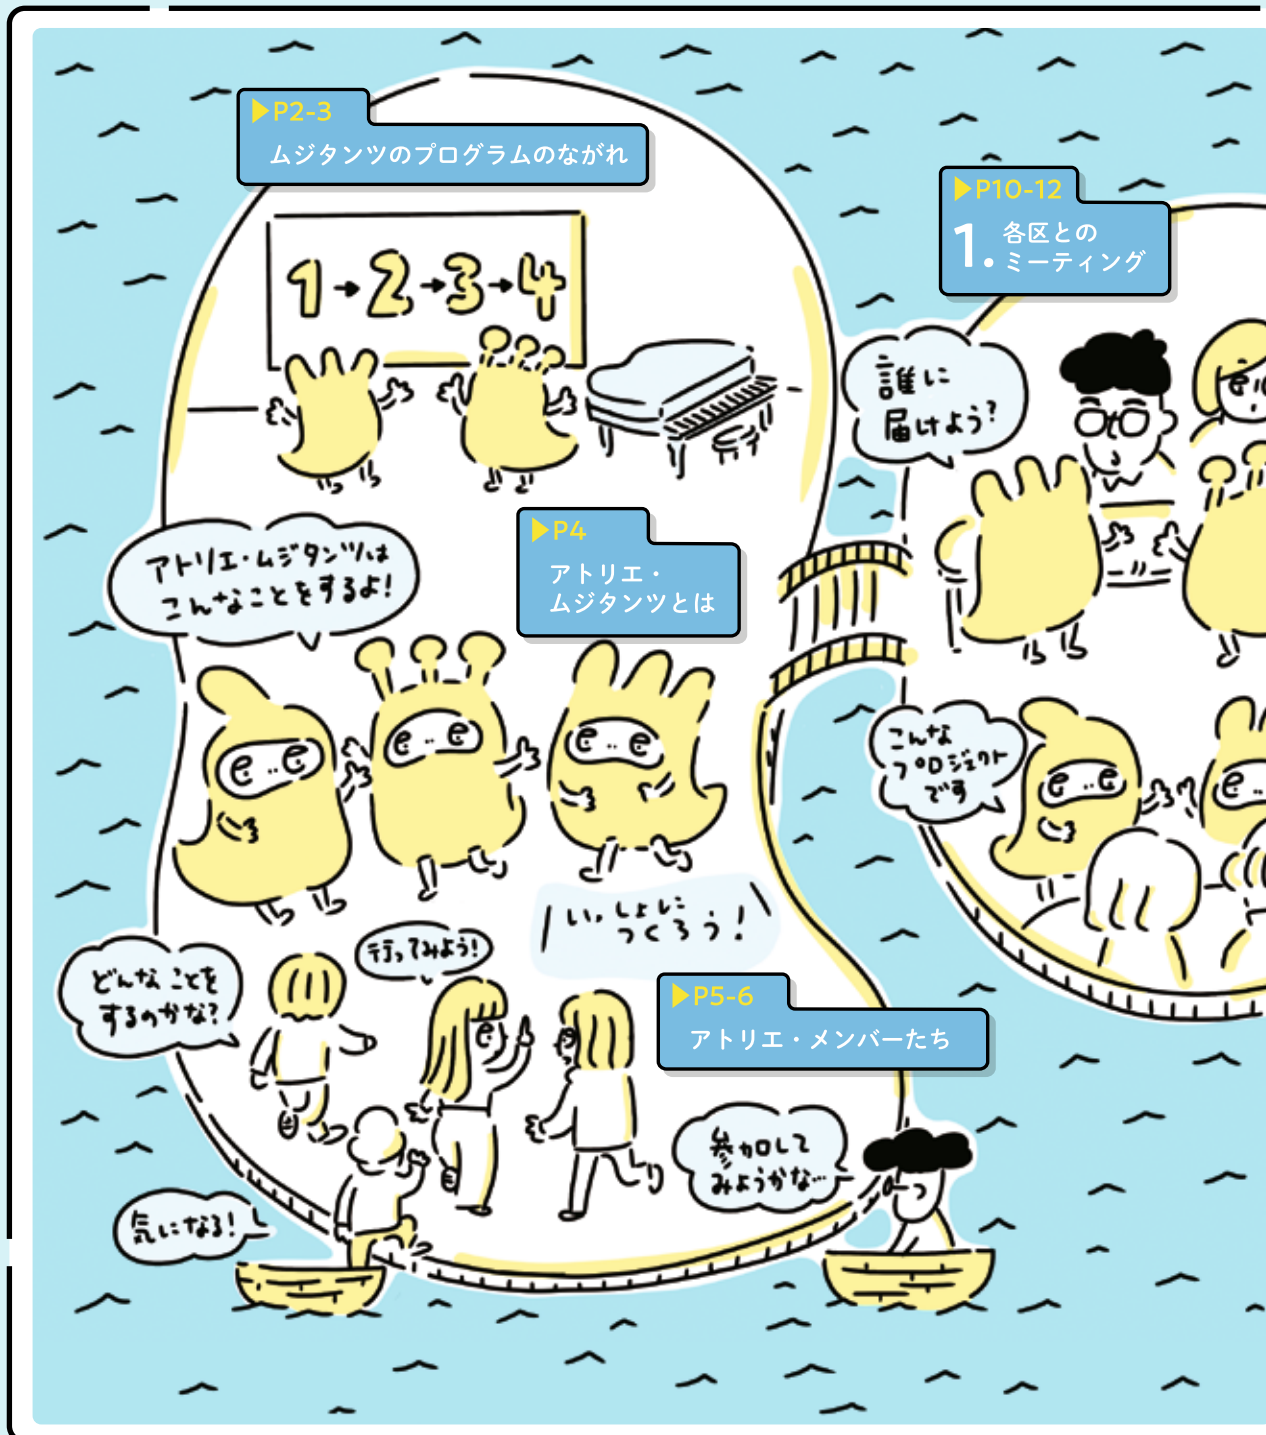 ▶P2-3
ムジタンツのプログラムのながれ
1→2→3→4
アトリエ・ムジタンツは
こんなことをするよ!
▶P4
アトリエ・
ムジタンツとは
いっしょに
つくろう!
どんなことを
するのかな?
行ってみよう!
▶P5-6
アトリエ・メンバーたち
参加して
みようかな…
気になる!
▶P10-12
1. 各区との
ミーティング
誰に
届けよう?
こんな
プロジェクト
です